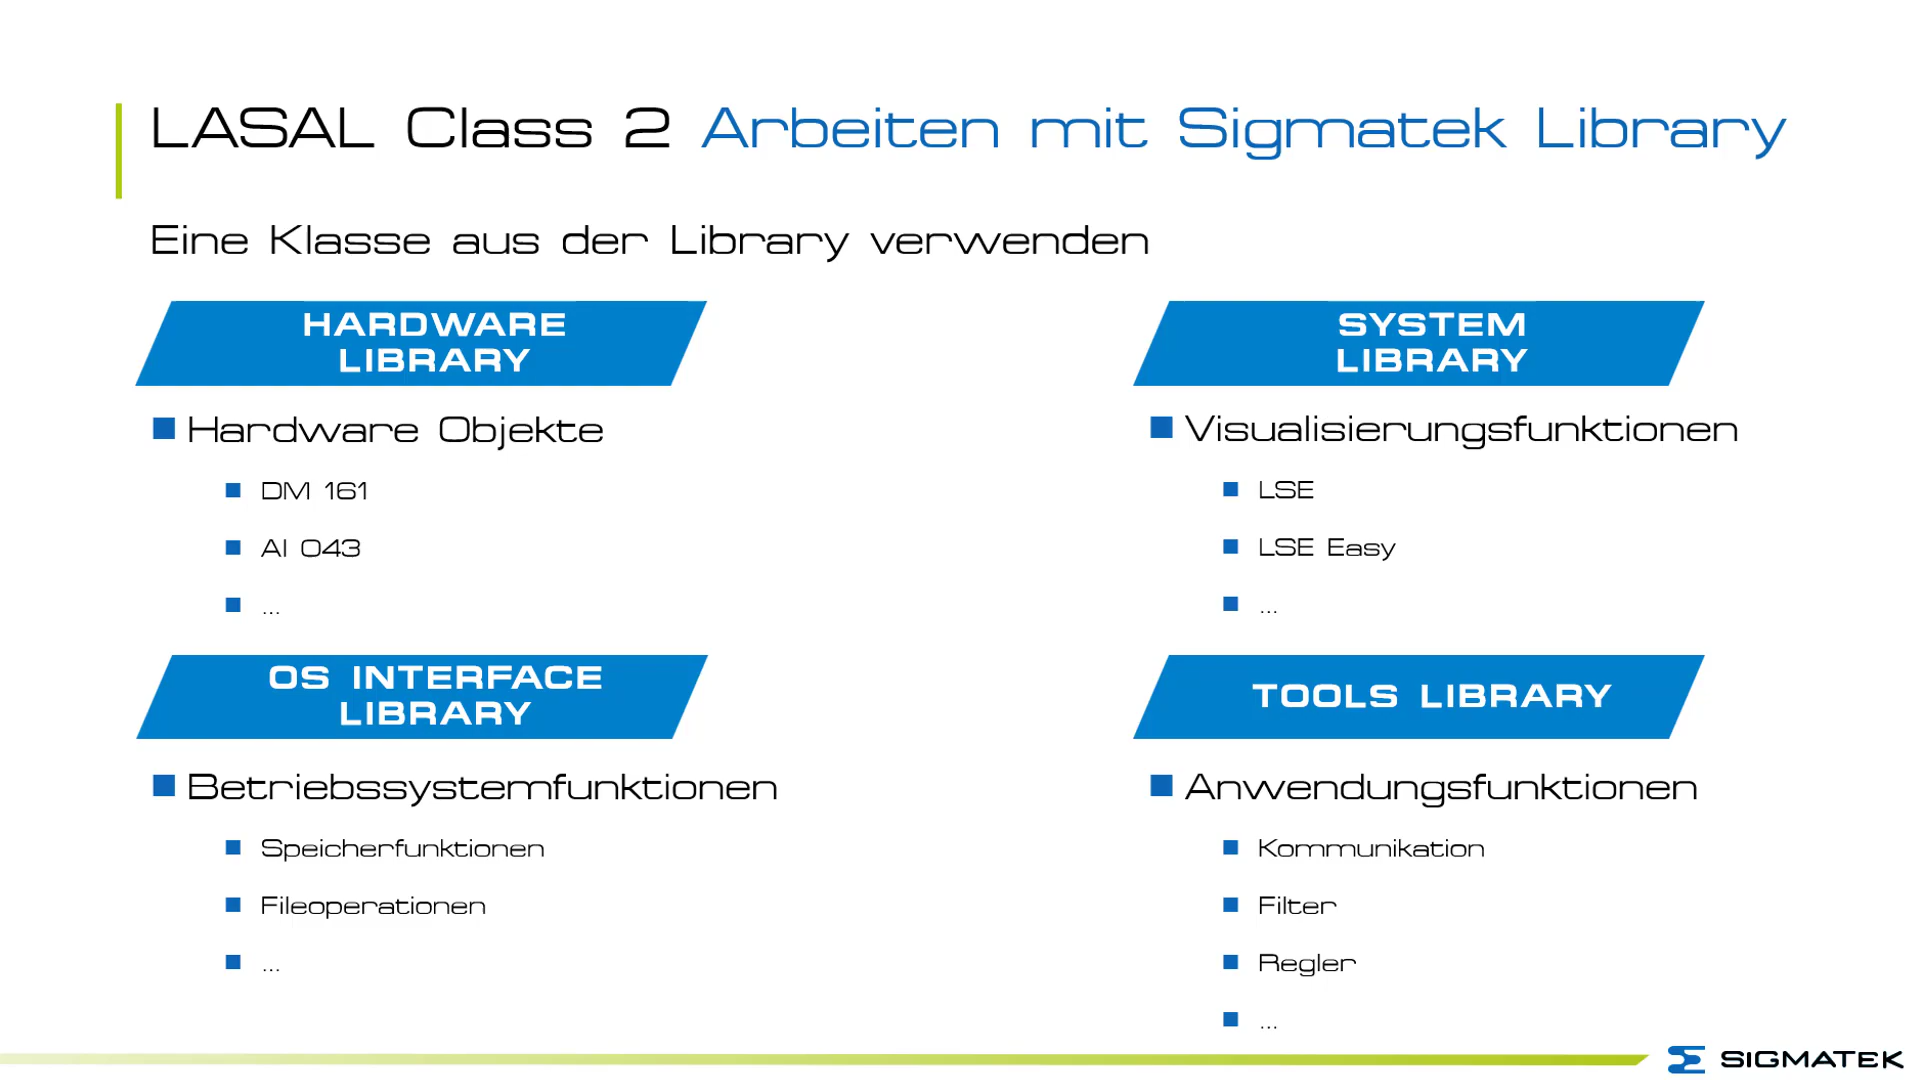 LASAL Class 2 Arbeiten mit Sigmatek Library
Eine Klasse aus der Library verwenden
HARDWARE
LIBRARY
Hardware Objekte
DM 161
AI 043
...
SYSTEM
LIBRARY
Visualisierungsfunktionen
LSE
LSE Easy
...
OS INTERFACE
LIBRARY
Betriebssystemfunktionen
Speicherfunktionen
Fileoperationen
...
TOOLS LIBRARY
Anwendungsfunktionen
Kommunikation
Filter
Regler
...
SIGMATEK